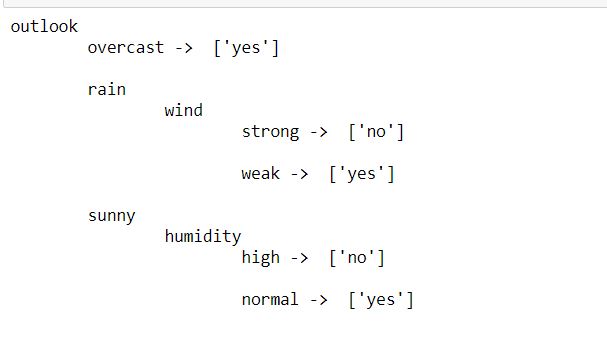 outlook
overcast -> ['yes']
rain
wind
strong -> ['no']
weak -> ['yes']
sunny
humidity
high -> ['no']
normal -> ['yes']